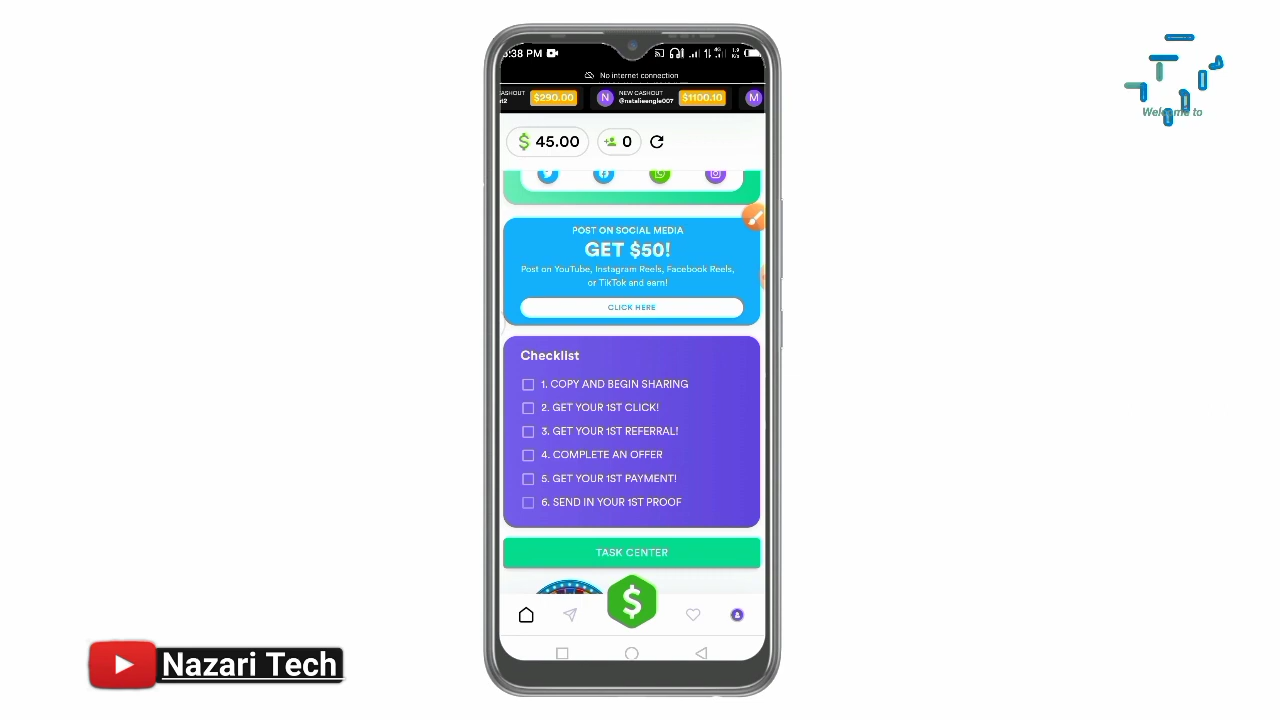 :38 PM
No internet connection
ASHOUT
$290.00
N
NEW CASHOUT
@natalieengle007
$1100.10
M
$ 45.00
0
POST ON SOCIAL MEDIA
GET $50!
Post on YouTube, Instagram Reels, Facebook Reels,
or TikTok and earn!
CLICK HERE
Checklist
1. COPY AND BEGIN SHARING
2. GET YOUR 1ST CLICK!
3. GET YOUR 1ST REFERRAL!
4. COMPLETE AN OFFER
5. GET YOUR 1ST PAYMENT!
6. SEND IN YOUR 1ST PROOF
TASK CENTER
$
Nazari Tech
Welcome to